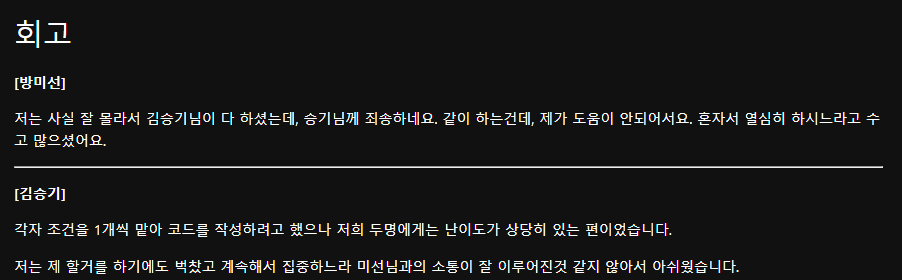 회고
[방미선]
저는 사실 잘 몰라서 김승기님이 다 하셨는데, 승기님께 죄송하네요. 같이 하는건데, 제가 도움이 안되어서요. 혼자서 열심히 하시느라고 수
고 많으셨어요.
[김승기]
각자 조건을 1개씩 맡아 코드를 작성하려고 했으나 저희 두명에게는 난이도가 상당히 있는 편이었습니다.
저는 제 할거를 하기에도 벅찼고 계속해서 집중하느라 미선님과의 소통이 잘 이루어진것 같지 않아서 아쉬웠습니다.